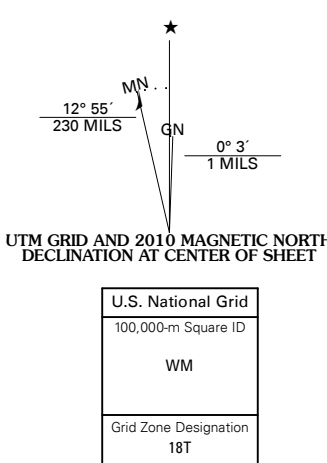 ★
MN
12° 55´
230 MILS
GN
0° 3´
1 MILS
UTM GRID AND 2010 MAGNETIC NORTH
DECLINATION AT CENTER OF SHEET
U.S. National Grid
100,000-m Square ID
WM
Grid Zone Designation
18T